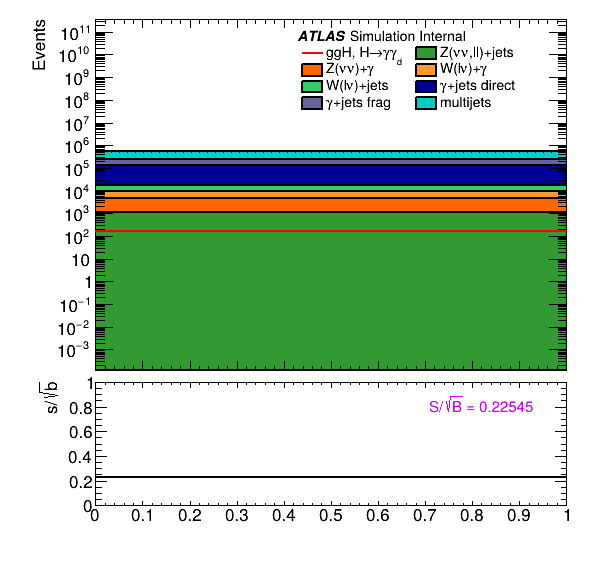 Events
ATLAS Simulation Internal
ggH, H→γγ_d
Z(νν,ll)+jets
Z(νν)+γ
W(lν)+γ
W(lν)+jets
γ+jets direct
γ+jets frag
multijets
10¹¹
10¹⁰
10⁹
10⁸
10⁷
10⁶
10⁵
10⁴
10³
10²
10
1
10⁻¹
10⁻²
10⁻³
s/√b
S/√B = 0.22545
1
0.8
0.6
0.4
0.2
0
0 0.1 0.2 0.3 0.4 0.5 0.6 0.7 0.8 0.9 1